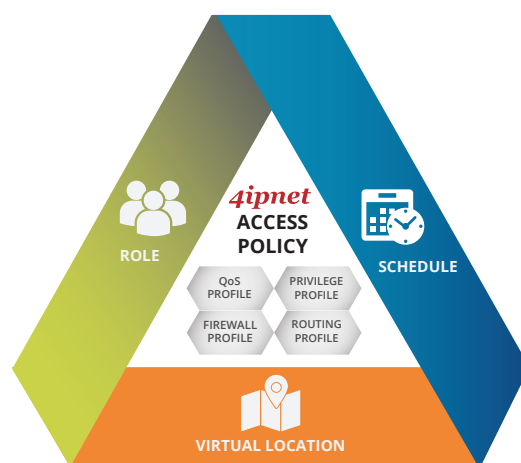 4ipnet
ACCESS
POLICY
ROLE
SCHEDULE
QoS
PROFILE
PRIVILEGE
PROFILE
FIREWALL
PROFILE
ROUTING
PROFILE
VIRTUAL LOCATION